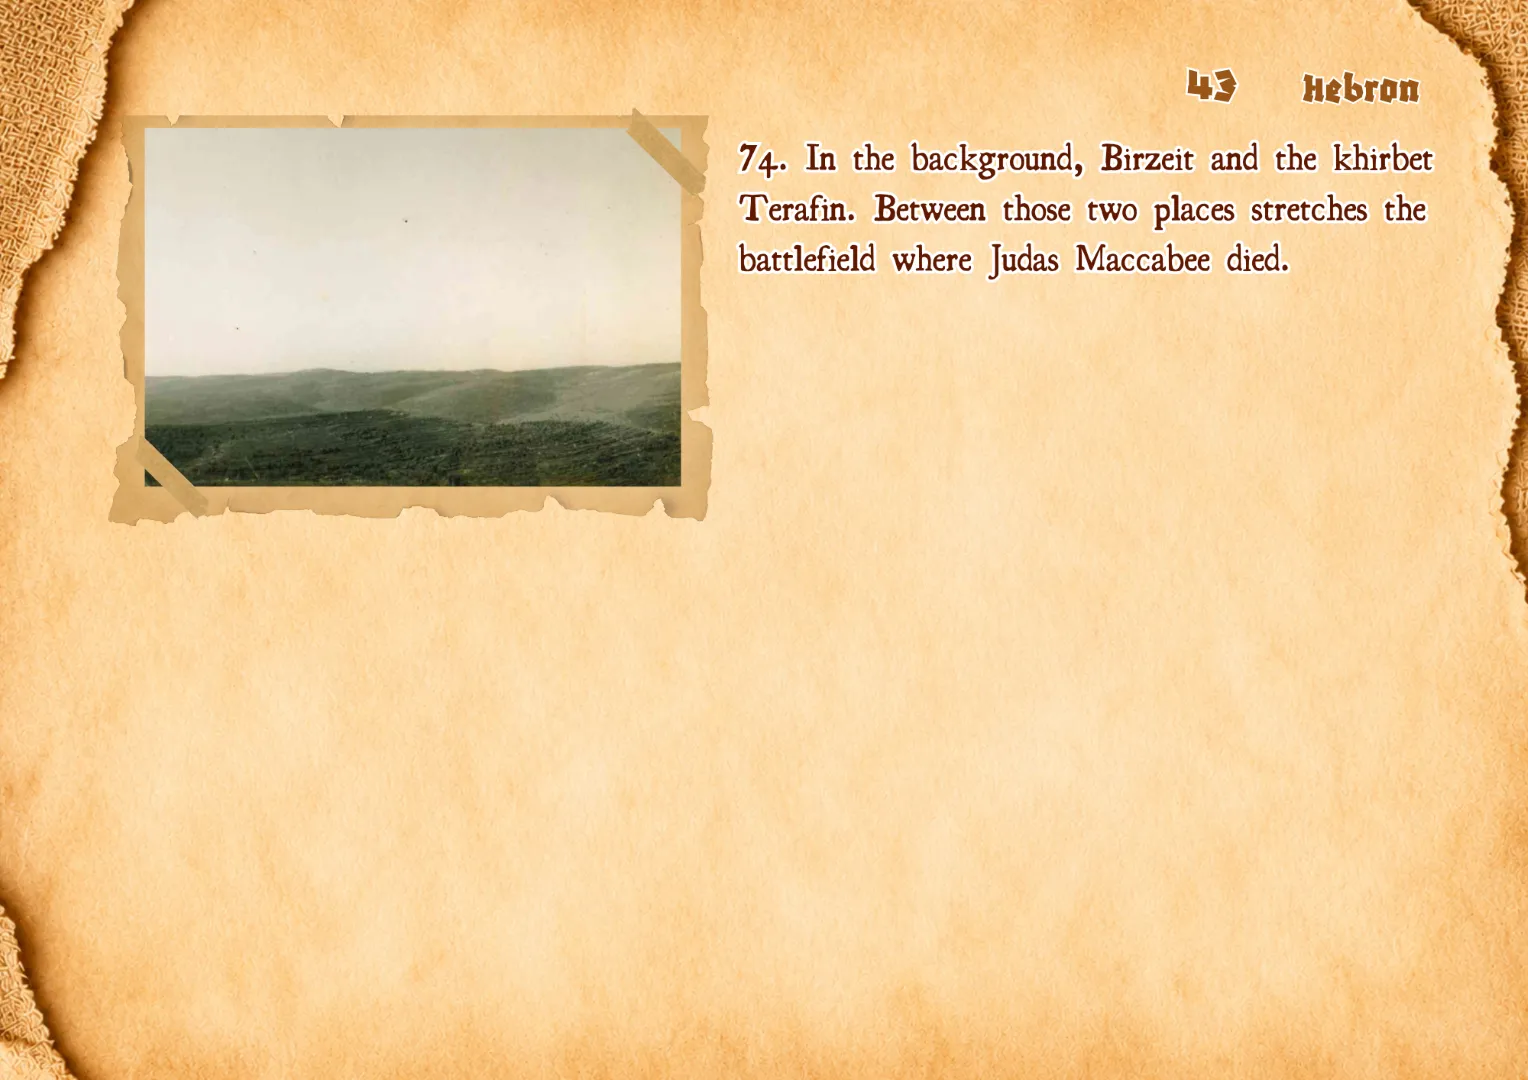 43 Hebron
74. In the background, Birzeit and the khirbet
Terafin. Between those two places stretches the
battlefield where Judas Maccabee died.